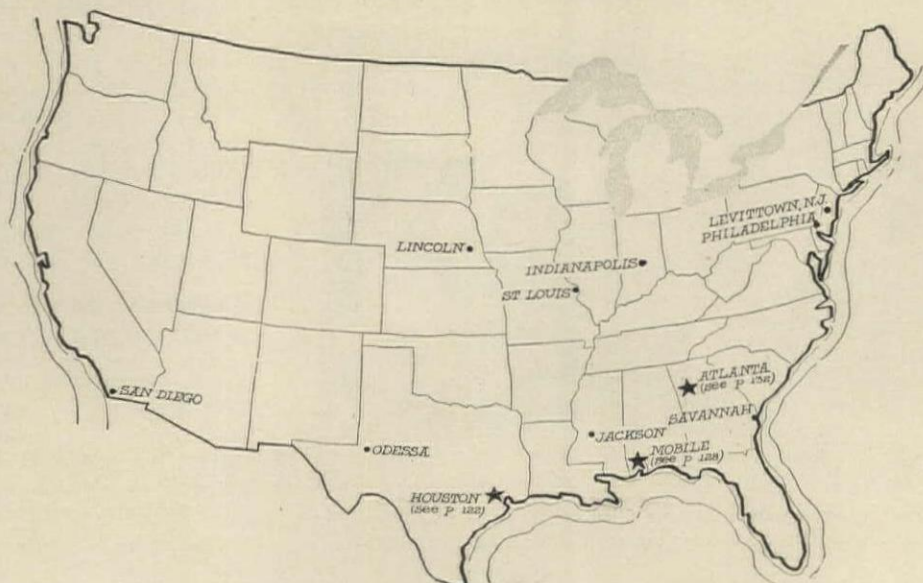 LEVITTOWN, N.J.
PHILADELPHIA
LINCOLN
INDIANAPOLIS
ST LOUIS
ATLANTA
(see p 132)
SAN DIEGO
SAVANNAH
JACKSON
MOBILE
(see p 128)
ODESSA
HOUSTON
(see p 122)